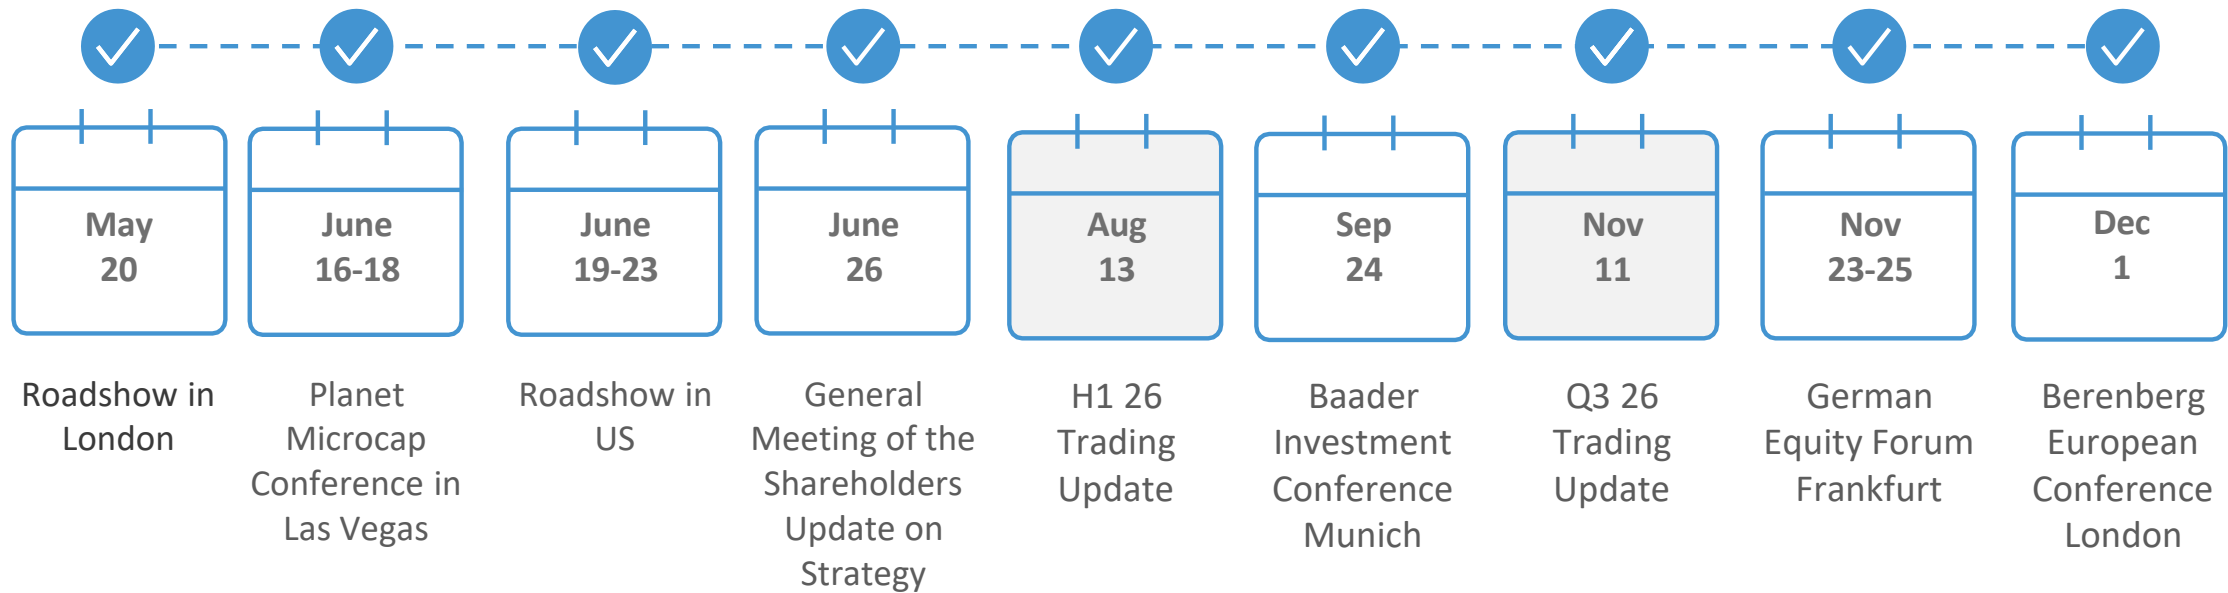 May
20
Roadshow in
London
June
16-18
Planet
Microcap
Conference in
Las Vegas
June
19-23
Roadshow in
US
June
26
General
Meeting of the
Shareholders
Update on
Strategy
Aug
13
H1 26
Trading
Update
Sep
24
Baader
Investment
Conference
Munich
Nov
11
Q3 26
Trading
Update
Nov
23-25
German
Equity Forum
Frankfurt
Dec
1
Berenberg
European
Conference
London